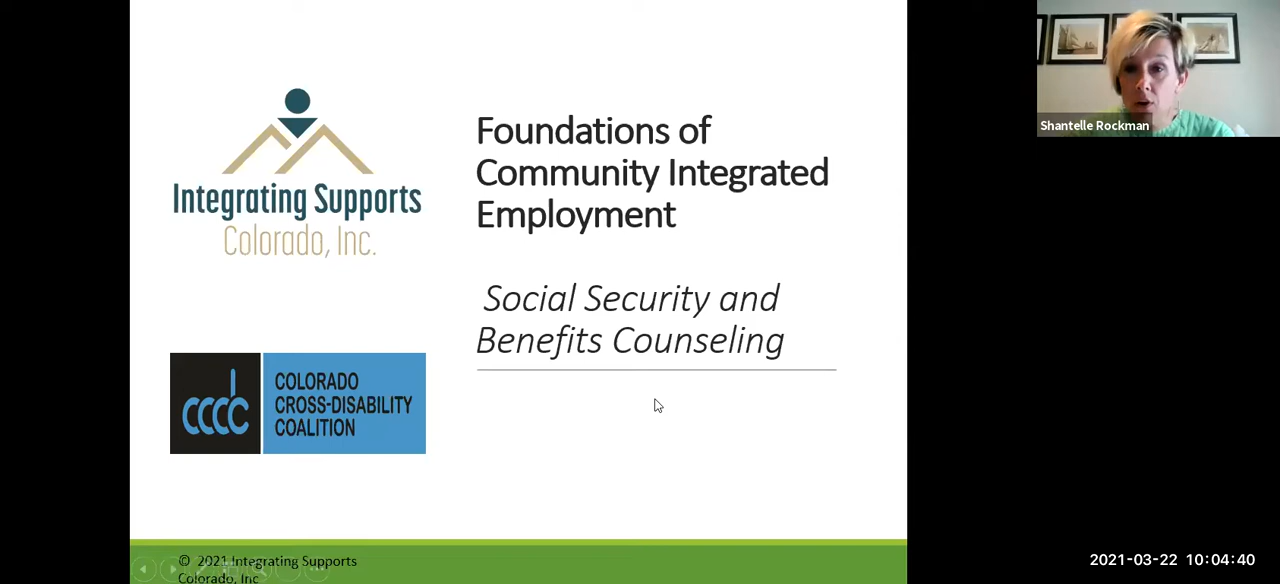 Integrating Supports
Colorado, Inc.
Foundations of
Community Integrated
Employment
Social Security and
Benefits Counseling
cccd
COLORADO
CROSS-DISABILITY
COALITION
© 2021 Integrating Supports
Colorado, Inc
Shantelle Rockman
2021-03-22 10:04:40